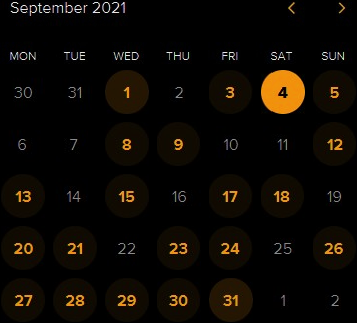 September 2021 < >
MON TUE WED THU FRI SAT SUN
30 31 1 2 3 4 5
6 7 8 9 10 11 12
13 14 15 16 17 18 19
20 21 22 23 24 25 26
27 28 29 30 31 1 2